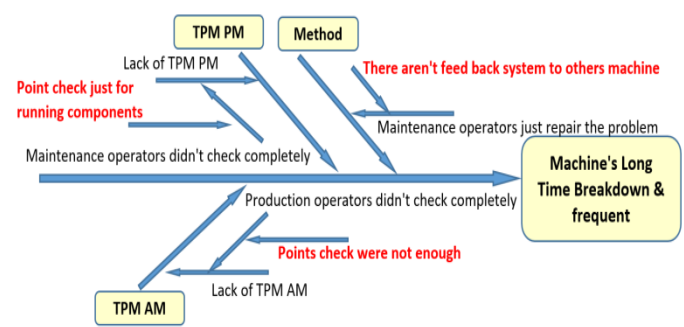 TPM PM
Method
Lack of TPM PM
There aren't feed back system to others machine
Point check just for
running components
Maintenance operators just repair the problem
Maintenance operators didn't check completely
Machine's Long
Time Breakdown &
frequent
Production operators didn't check completely
Points check were not enough
Lack of TPM AM
TPM AM